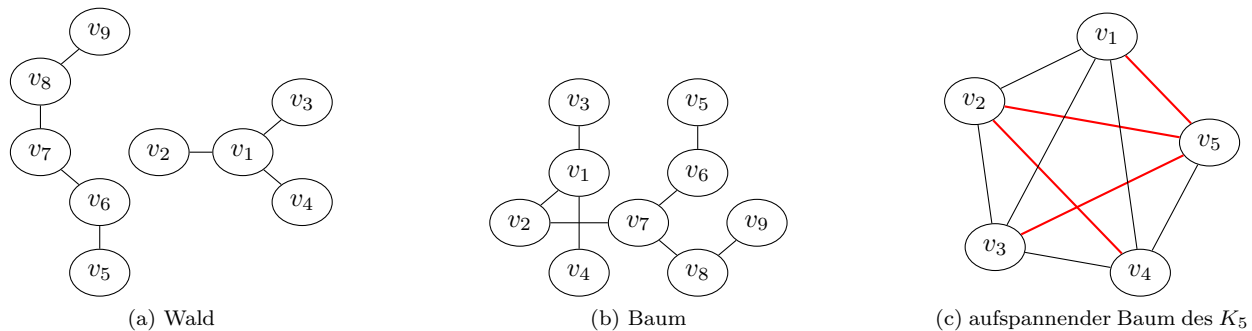 v₉
v₈
v₇
v₆
v₅
v₃
v₂
v₁
v₄
(a) Wald
v₃
v₅
v₁
v₆
v₂
v₇
v₉
v₄
v₈
(b) Baum
v₁
v₂
v₅
v₃
v₄
(c) aufspannender Baum des K₅